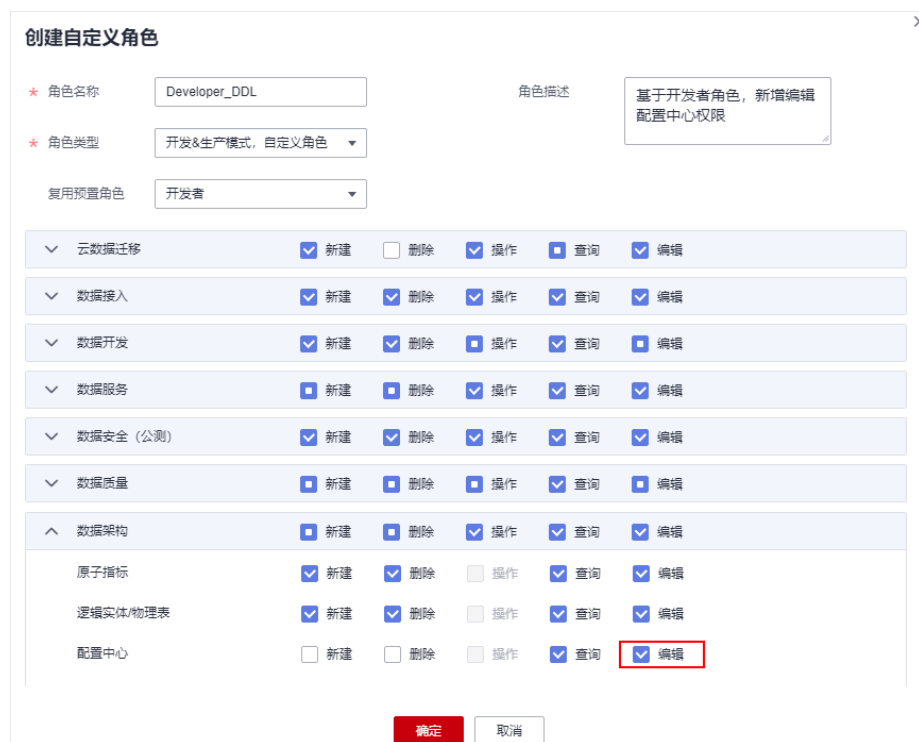 创建自定义角色
* 角色名称 Developer_DDL 角色描述 基于开发者角色，新增编辑
配置中心权限
* 角色类型 开发&生产模式，自定义角色
复用预置角色 开发者
云数据迁移 新建 删除 操作 查询 编辑
数据接入 新建 删除 操作 查询 编辑
数据开发 新建 删除 操作 查询 编辑
数据服务 新建 删除 操作 查询 编辑
数据安全（公测） 新建 删除 操作 查询 编辑
数据质量 新建 删除 操作 查询 编辑
数据架构 新建 删除 操作 查询 编辑
原子指标 新建 删除 操作 查询 编辑
逻辑实体/物理表 新建 删除 操作 查询 编辑
配置中心 新建 删除 操作 查询 编辑
确定 取消